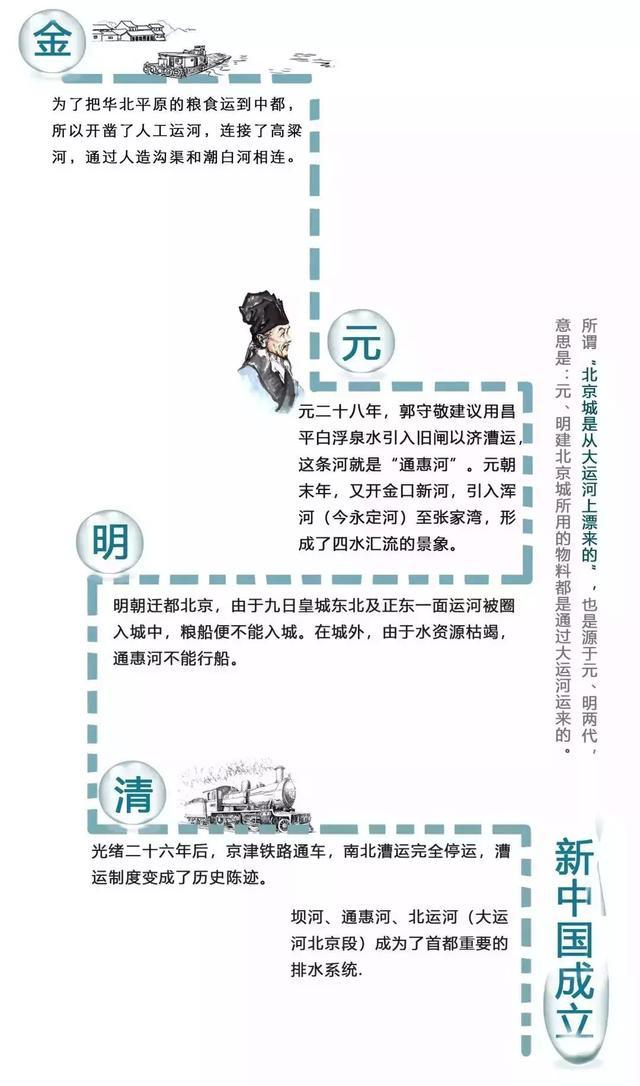 金
为了把华北平原的粮食运到中都，
所以开凿了人工运河，连接了高梁
河，通过人造沟渠和潮白河相连。
元
元二十八年，郭守敬建议用昌
平白浮泉水引入旧闸以济漕运，
这条河就是“通惠河”。元朝
末年，又开金口新河，引入浑
河（今永定河）至张家湾，形
成了四水汇流的景象。
所谓“北京城是从大运河上漂来的”，也是源于元、明两代，
意思是：元、明建北京城所用的物料都是通过大运河运来的。
明
明朝迁都北京，由于九日皇城东北及正东一面运河被圈
入城中，粮船便不能入城。在城外，由于水资源枯竭，
通惠河不能行船。
清
光绪二十六年后，京津铁路通车，南北漕运完全停运，漕
运制度变成了历史陈迹。
新中国成立
坝河、通惠河、北运河（大运
河北京段）成为了首都重要的
排水系统.